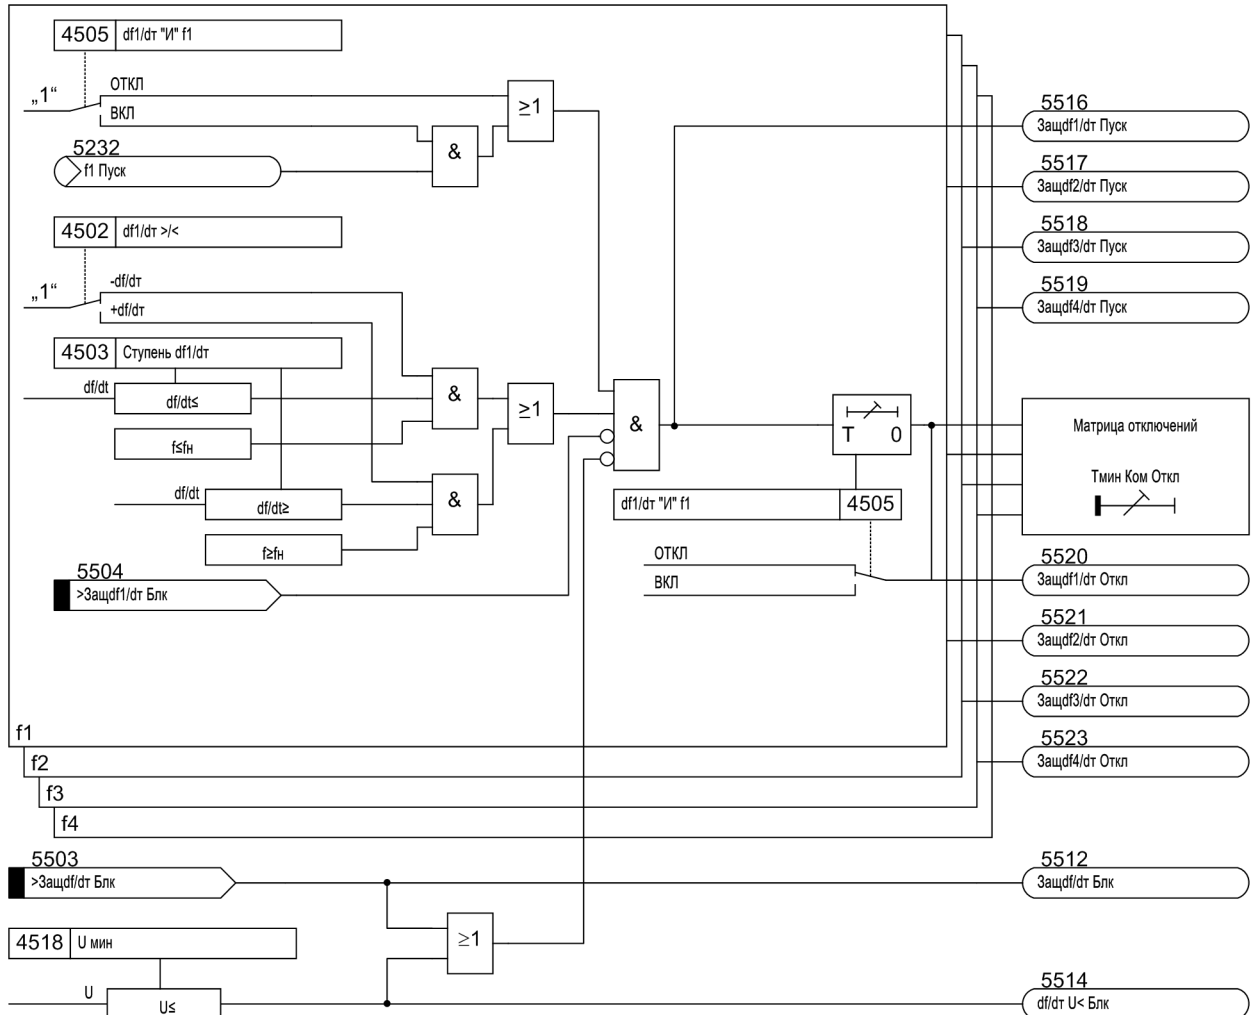 4505 df1/dт "И" f1
„1“
ОТКЛ
ВКЛ
≥1
&
5232
f1 Пуск
4502 df1/dт >/<
„1“
-df/dт
+df/dт
4503 Ступень df1/dт
df/dt
df/dt≤
f≤fн
&
≥1
df/dt
df/dt≥
f≥fн
&
5504
>Защdf1/dт Блк
&
T 0
df1/dт "И" f1 4505
ОТКЛ
ВКЛ
5516
Защdf1/dт Пуск
5517
Защdf2/dт Пуск
5518
Защdf3/dт Пуск
5519
Защdf4/dт Пуск
Матрица отключений
Тмин Ком Откл
5520
Защdf1/dт Откл
5521
Защdf2/dт Откл
5522
Защdf3/dт Откл
5523
Защdf4/dт Откл
f1
f2
f3
f4
5503
>Защdf/dт Блк
5512
Защdf/dт Блк
≥1
4518 U мин
U
U≤
5514
df/dт U< Блк